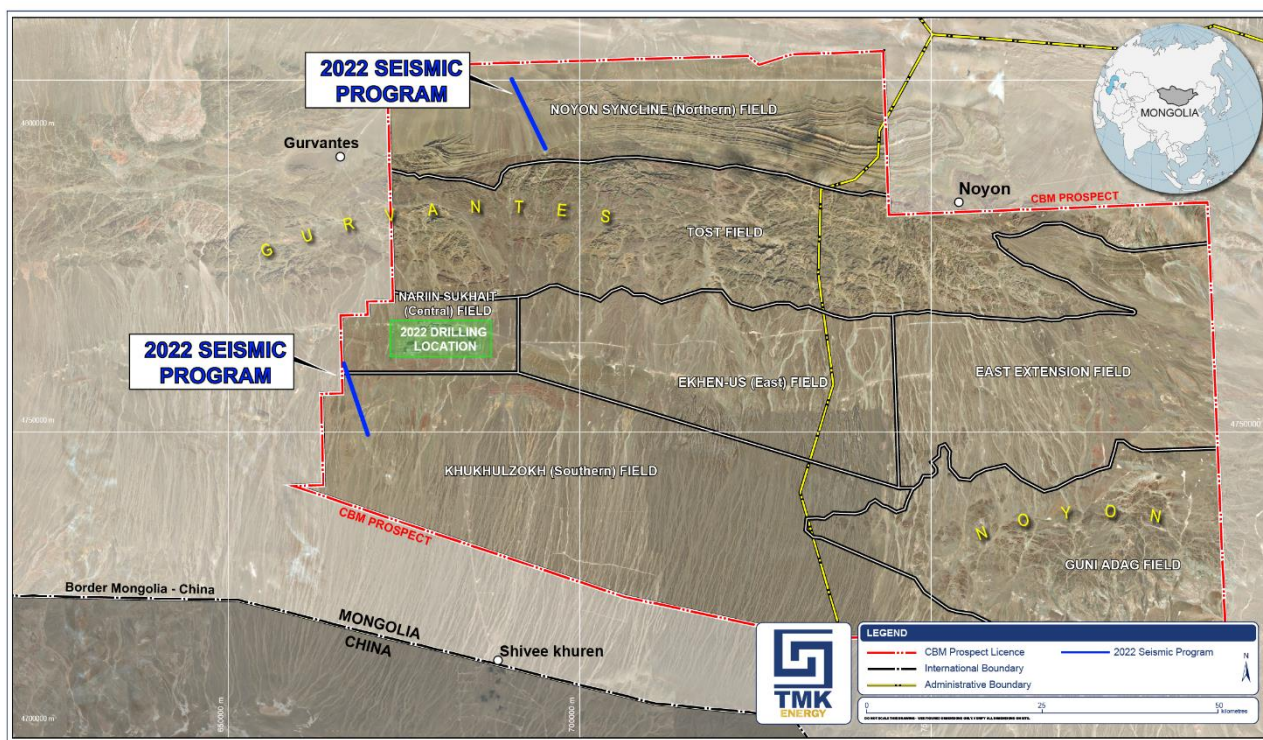 2022 SEISMIC
PROGRAM
NOYON SYNCLINE (Northern) FIELD
MONGOLIA
Gurvantes
Noyon
CBM PROSPECT
GURVANTES
TOST FIELD
NARIIN-SUKHAIT
(Central) FIELD
2022 DRILLING
LOCATION
2022 SEISMIC
PROGRAM
EKHEN-US (East) FIELD
EAST EXTENSION FIELD
4750000
KHUKHULZOKH (Southern) FIELD
CBM PROSPECT
NOYON
GUNI ADAG FIELD
Border Mongolia - China
MONGOLIA
CHINA
Shivee khuren
4700000 m
650000 m
700000 m
TMK
ENERGY
LEGEND
CBM Prospect Licence
2022 Seismic Program
International Boundary
Administrative Boundary
N
0
25
50
kilometres